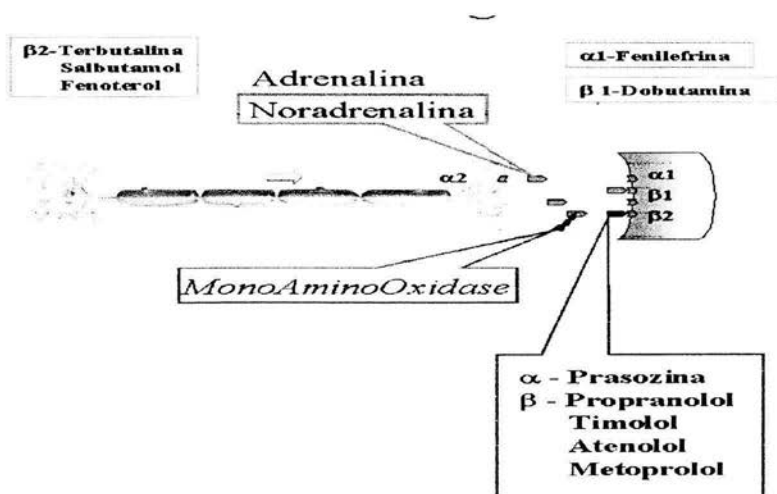 β2-Terbutalina
Salbutamol
Fenoterol
α1-Fenilefrina
β 1-Dobutamina
Adrenalina
Noradrenalina
α2
α
α1
β1
β2
MonoAminoOxidase
α - Prasozina
β - Propranolol
Timolol
Atenolol
Metoprolol